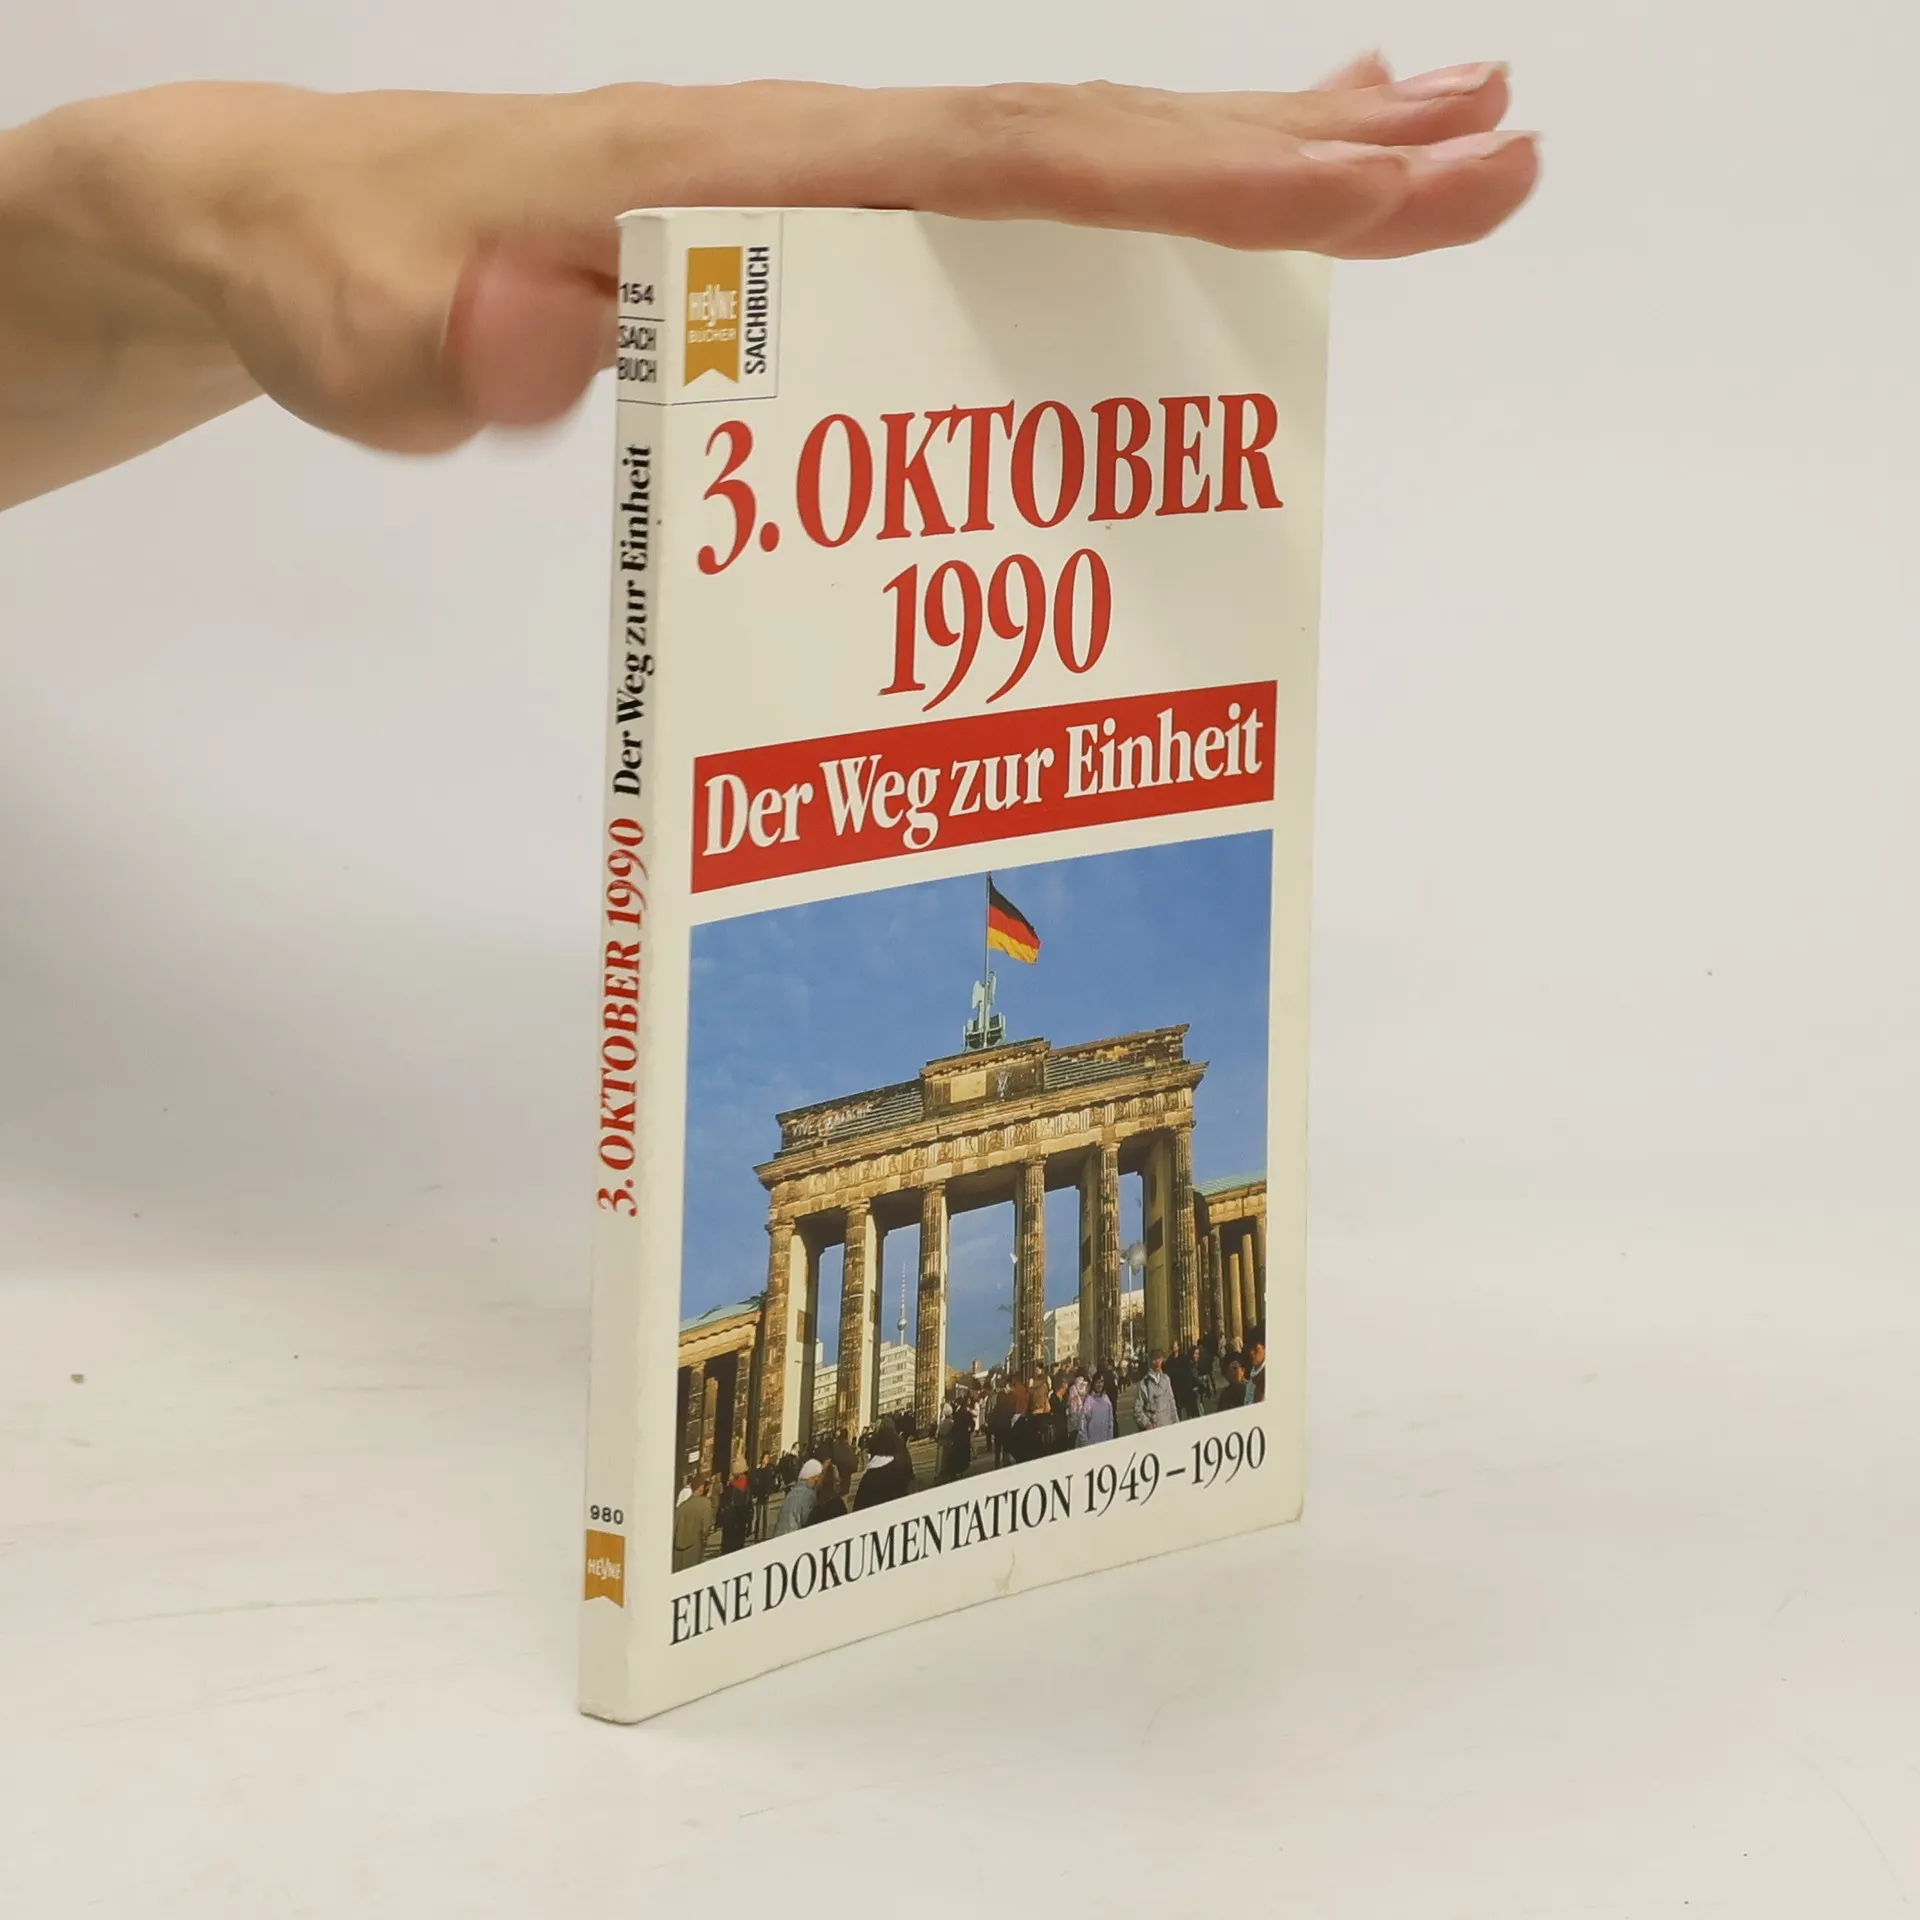 154
SACH
BUCH
3. OKTOBER 1990 Der Weg zur Einheit
980
HEYNE
HEYNE
BÜCHER
SACHBUCH
3. OKTOBER
1990
Der Weg zur Einheit
EINE DOKUMENTATION 1949–1990